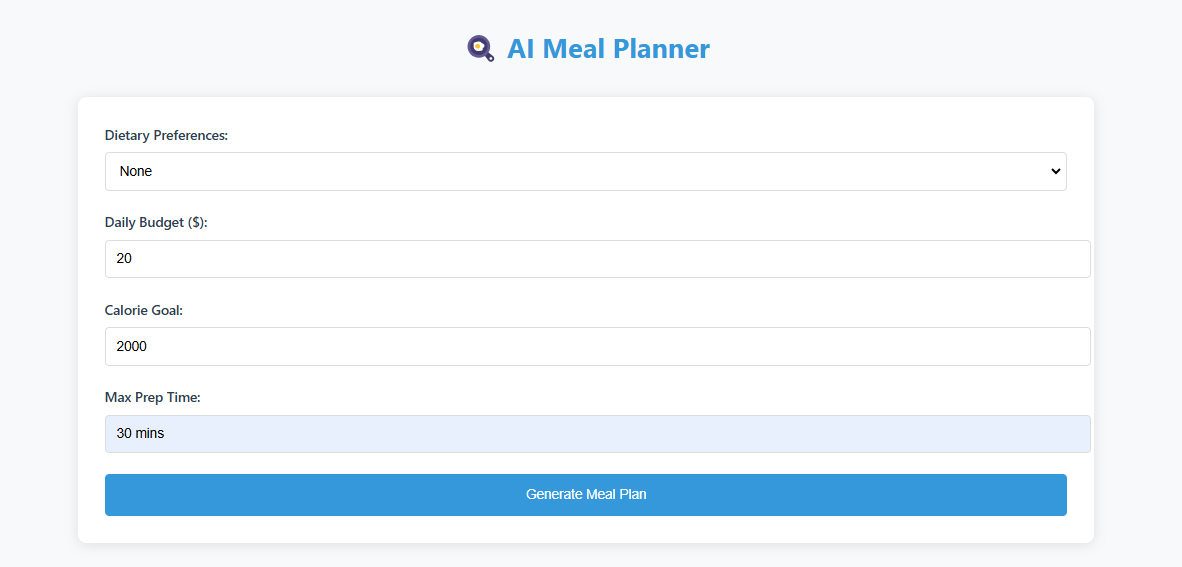 AI Meal Planner
Dietary Preferences:
None
Daily Budget ($):
20
Calorie Goal:
2000
Max Prep Time:
30 mins
Generate Meal Plan